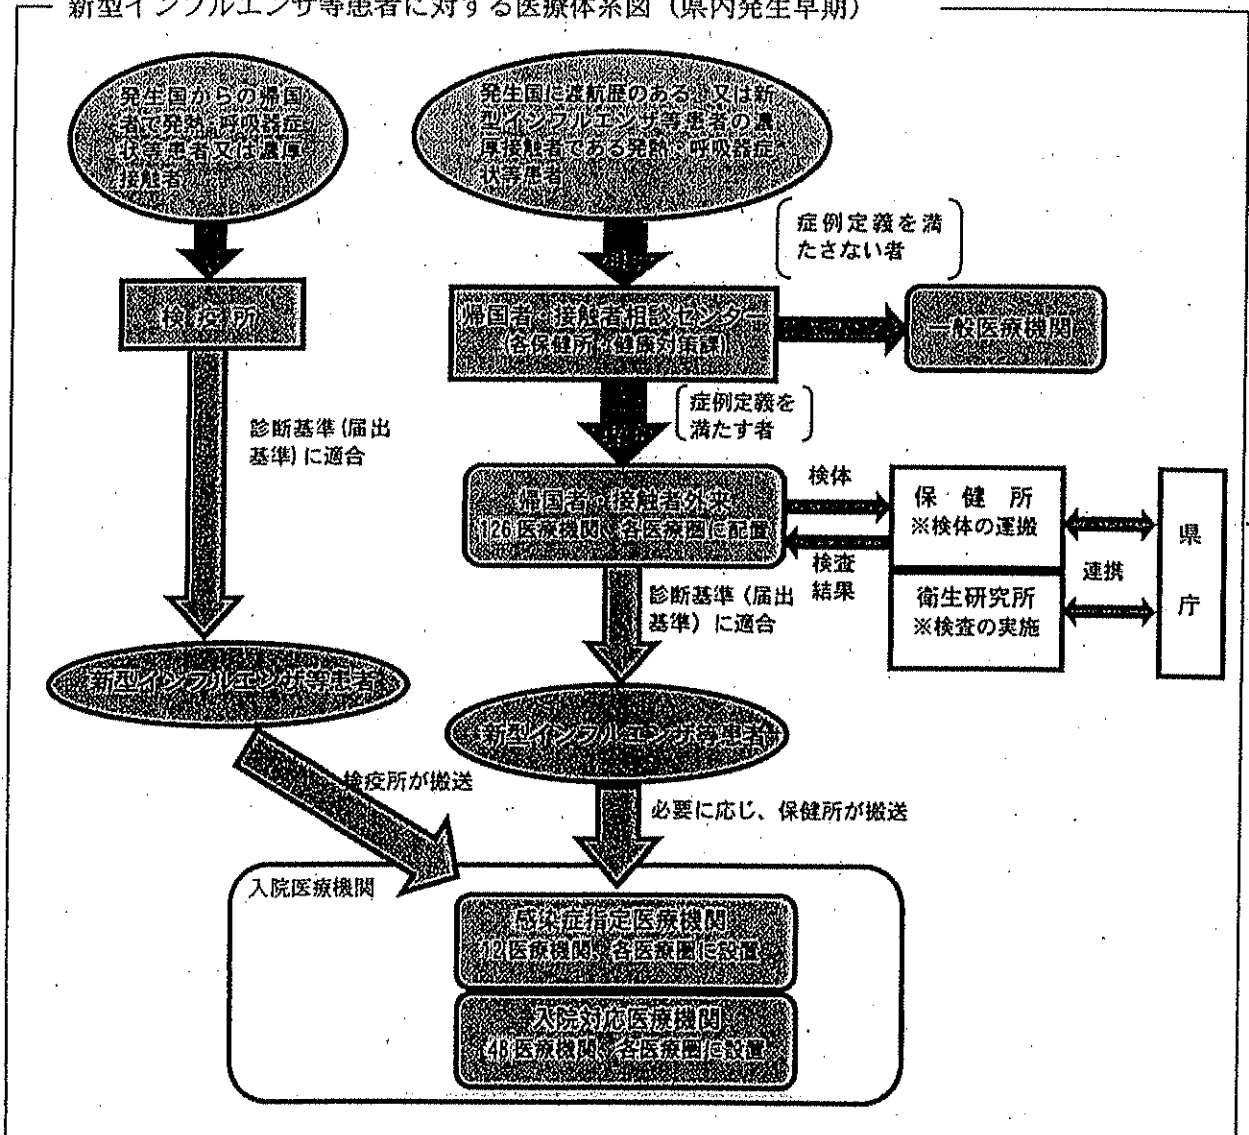 新型インフルエンザ等患者に対する医療体系図（県内発生早期）
発生国からの帰国
者で発熱・呼吸器症
状等患者又は濃厚
接触者
発生国に渡航歴のある、又は新
型インフルエンザ等患者の濃
厚接触者である発熱・呼吸器症
状等患者
症例定義を満
たさない者
検疫所
帰国者・接触者相談センター
(各保健所、健康対策課)
一般医療機関
症例定義を
満たす者
診断基準(届出
基準)に適合
帰国者・接触者外来
126医療機関、各医療圏に配置
検体
検査
結果
保健所
※検体の運搬
衛生研究所
※検査の実施
連携
県庁
診断基準（届出
基準）に適合
新型インフルエンザ等患者
新型インフルエンザ等患者
検疫所が搬送
必要に応じ、保健所が搬送
入院医療機関
感染症指定医療機関
12医療機関、各医療圏に設置
入院対応医療機関
48医療機関、各医療圏に設置